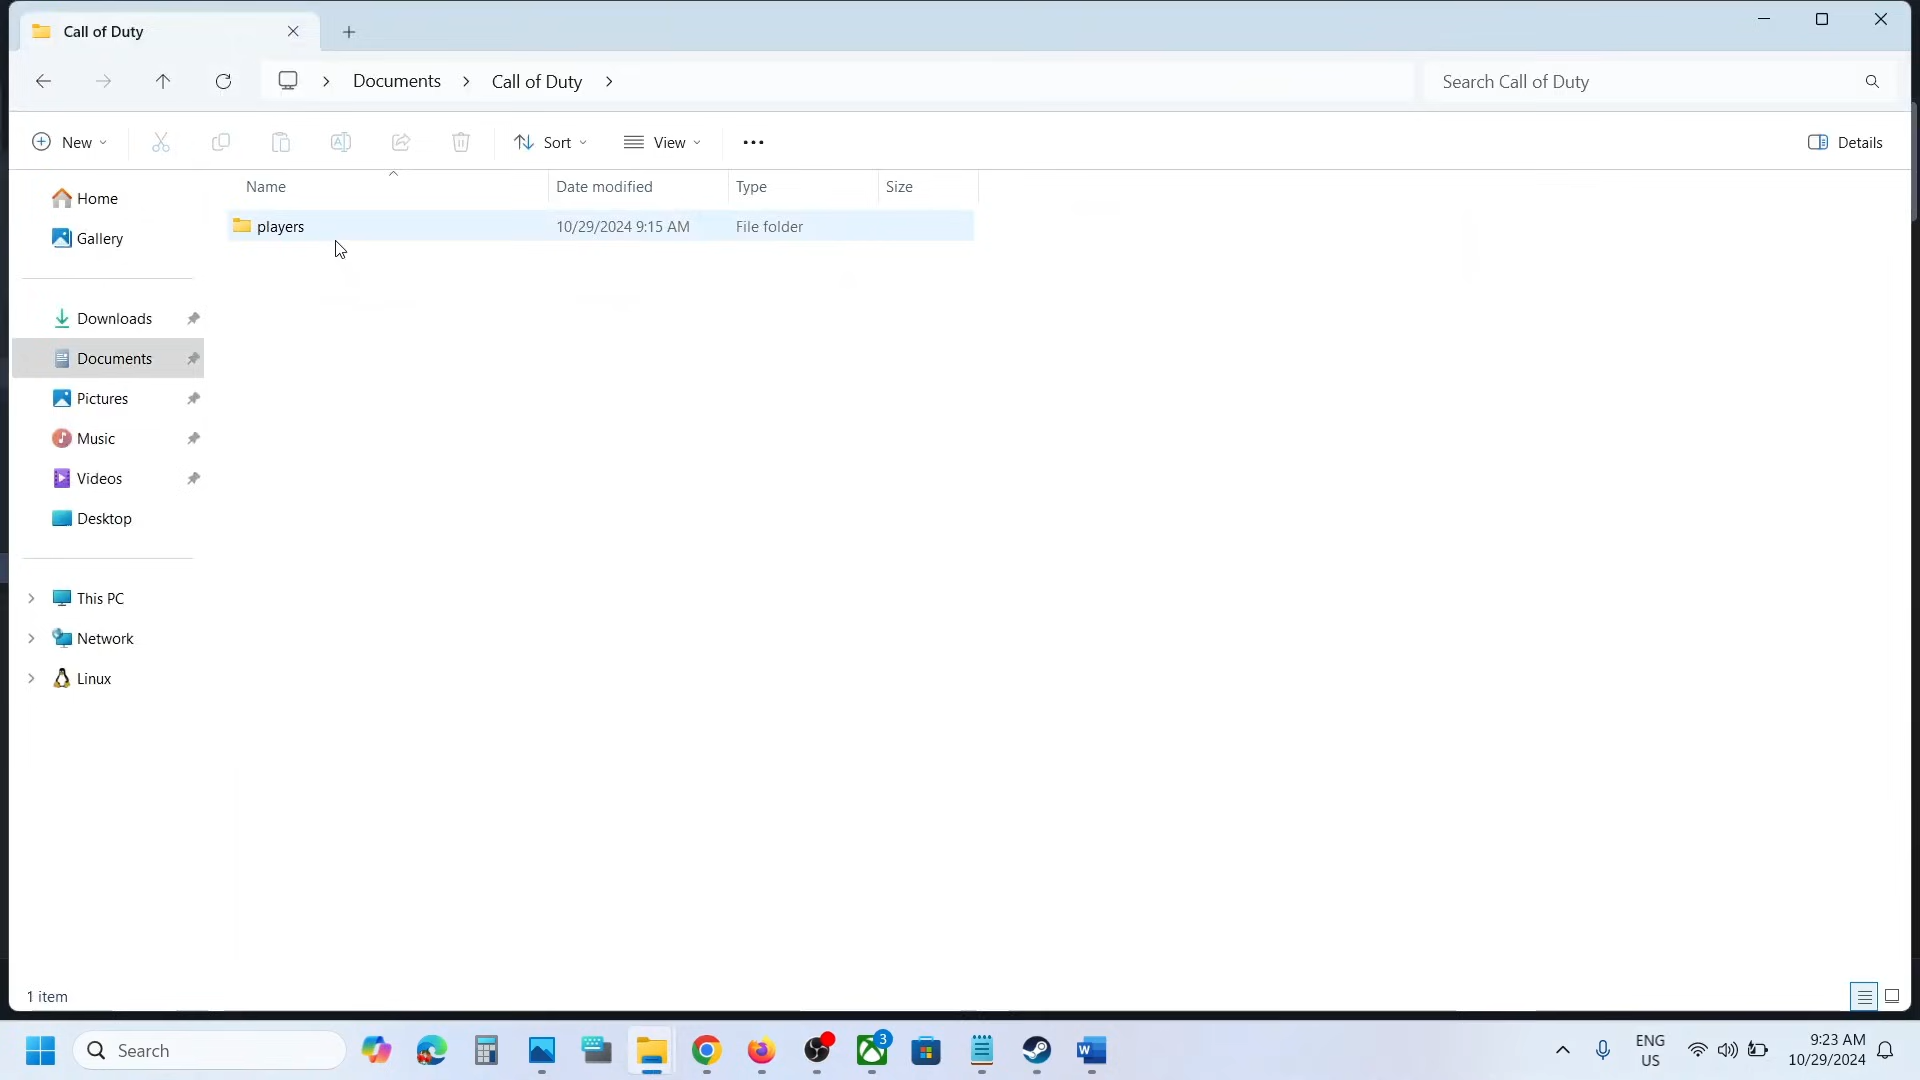 Call of Duty
Documents Call of Duty
Search Call of Duty
New
Sort
View
Details
Name Date modified Type Size
players 10/29/2024 9:15 AM File folder
Home
Gallery
Downloads
Documents
Pictures
Music
Videos
Desktop
This PC
Network
Linux
1 item
Search
3
W
ENG
US
9:23 AM
10/29/2024